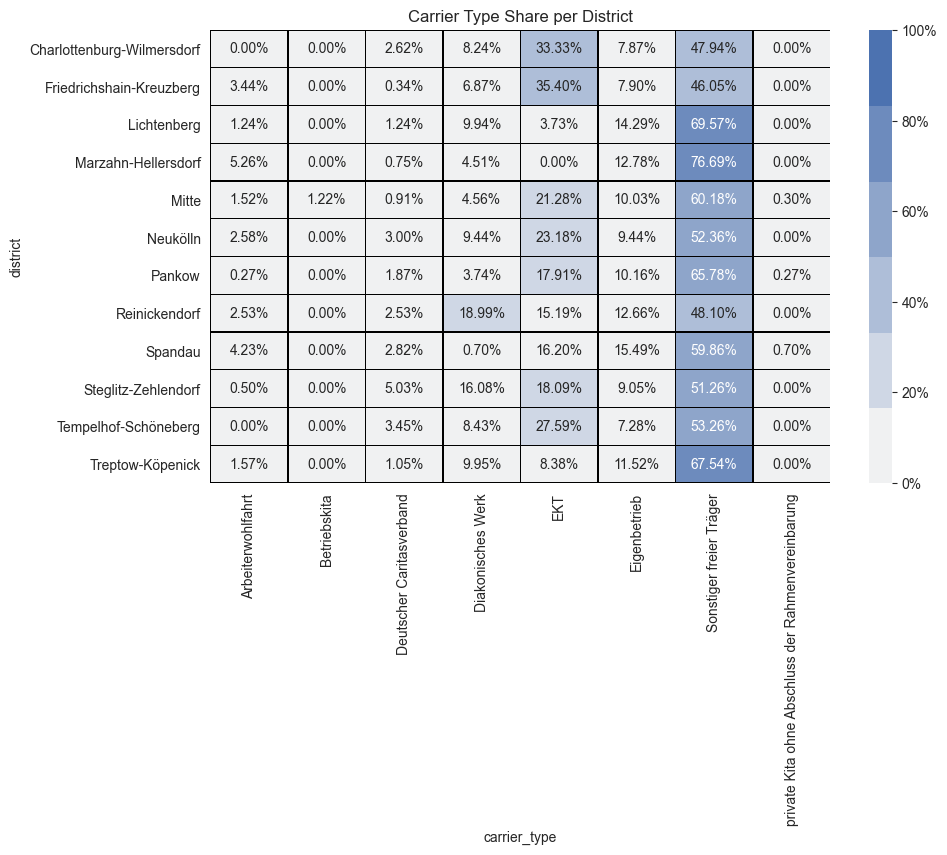 Carrier Type Share per District
district
Charlottenburg-Wilmersdorf 0.00% 0.00% 2.62% 8.24% 33.33% 7.87% 47.94% 0.00%
Friedrichshain-Kreuzberg 3.44% 0.00% 0.34% 6.87% 35.40% 7.90% 46.05% 0.00%
Lichtenberg 1.24% 0.00% 1.24% 9.94% 3.73% 14.29% 69.57% 0.00%
Marzahn-Hellersdorf 5.26% 0.00% 0.75% 4.51% 0.00% 12.78% 76.69% 0.00%
Mitte 1.52% 1.22% 0.91% 4.56% 21.28% 10.03% 60.18% 0.30%
Neukölln 2.58% 0.00% 3.00% 9.44% 23.18% 9.44% 52.36% 0.00%
Pankow 0.27% 0.00% 1.87% 3.74% 17.91% 10.16% 65.78% 0.27%
Reinickendorf 2.53% 0.00% 2.53% 18.99% 15.19% 12.66% 48.10% 0.00%
Spandau 4.23% 0.00% 2.82% 0.70% 16.20% 15.49% 59.86% 0.70%
Steglitz-Zehlendorf 0.50% 0.00% 5.03% 16.08% 18.09% 9.05% 51.26% 0.00%
Tempelhof-Schöneberg 0.00% 0.00% 3.45% 8.43% 27.59% 7.28% 53.26% 0.00%
Treptow-Köpenick 1.57% 0.00% 1.05% 9.95% 8.38% 11.52% 67.54% 0.00%
Arbeiterwohlfahrt
Betriebskita
Deutscher Caritasverband
Diakonisches Werk
EKT
Eigenbetrieb
Sonstiger freier Träger
private Kita ohne Abschluss der Rahmenvereinbarung
carrier_type
100%
80%
60%
40%
20%
0%